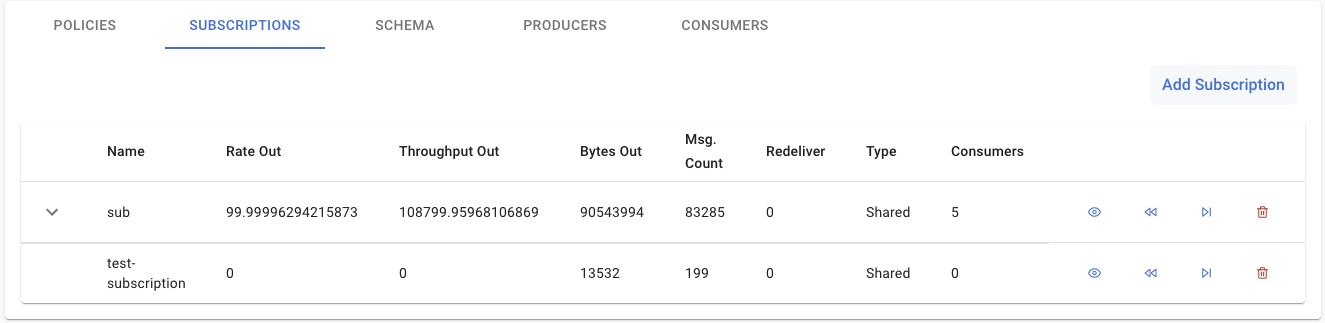 POLICIES SUBSCRIPTIONS SCHEMA PRODUCERS CONSUMERS
Add Subscription
Name Rate Out Throughput Out Bytes Out Msg. Count Redeliver Type Consumers
sub 99.99996294215873 108799.95968106869 90543994 83285 0 Shared 5
test-
subscription 0 0 13532 199 0 Shared 0